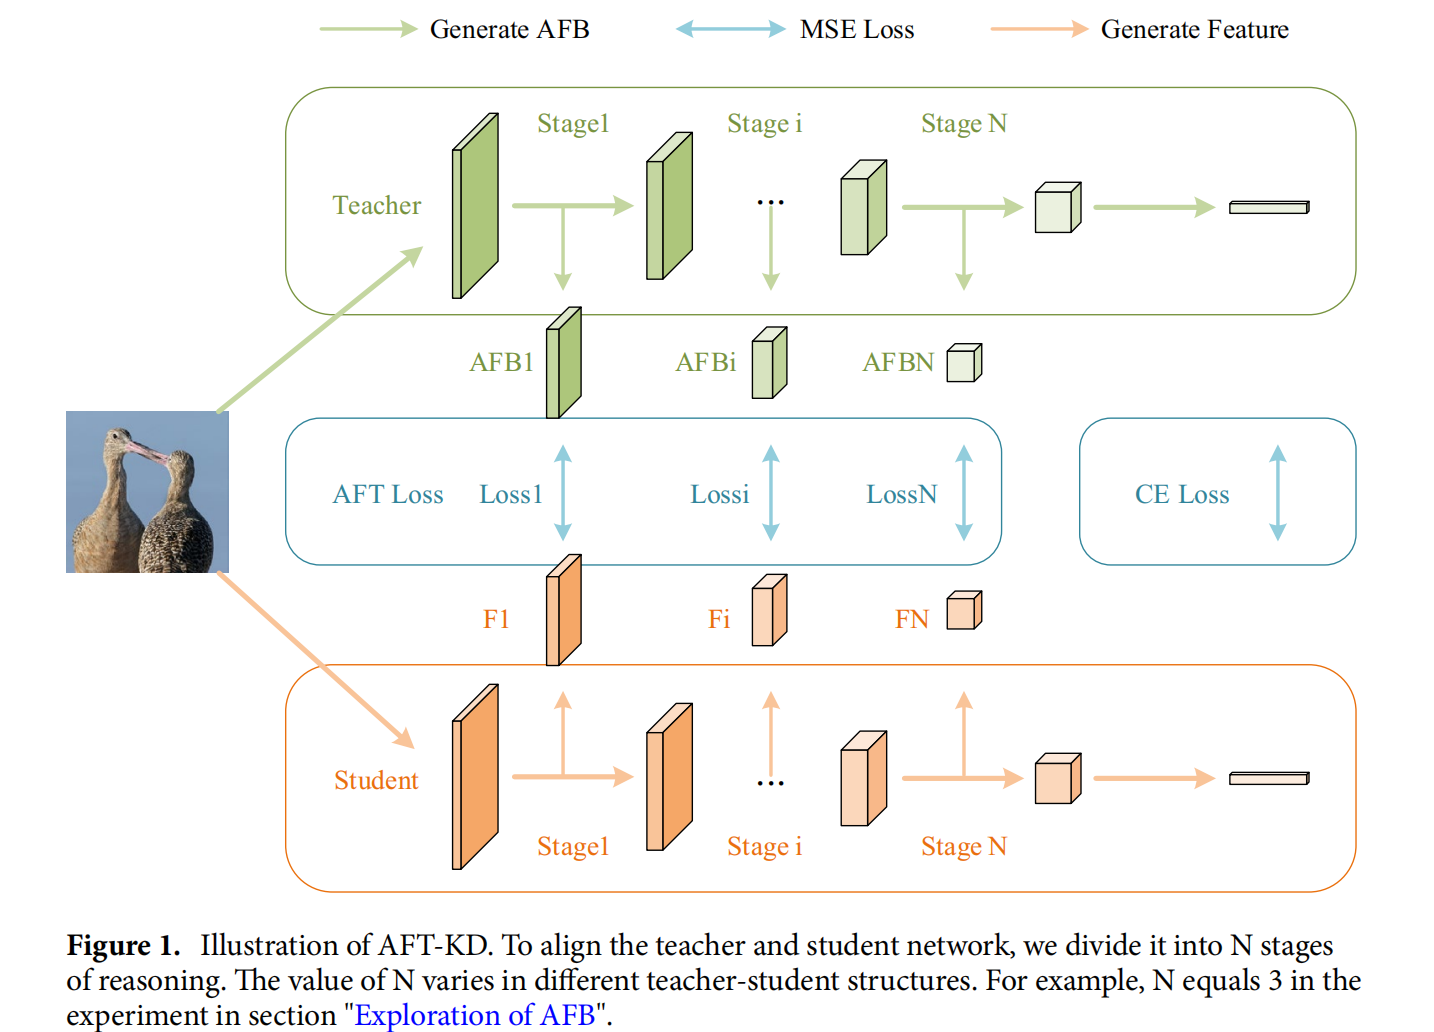 Generate AFB MSE Loss Generate Feature
Stage1 Stage i Stage N
Teacher ...
AFB1 AFBi AFBN
AFT Loss Loss1 Lossi LossN CE Loss
F1 Fi FN
Student ...
Stage1 Stage i Stage N
Figure 1. Illustration of AFT-KD. To align the teacher and student network, we divide it into N stages
of reasoning. The value of N varies in different teacher-student structures. For example, N equals 3 in the
experiment in section "Exploration of AFB".